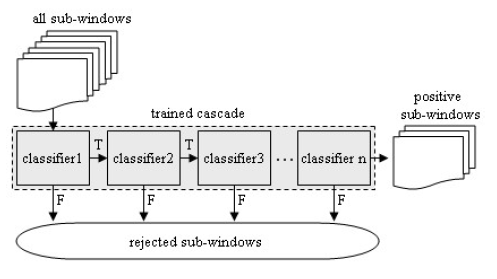 all sub-windows
positive
sub-windows
trained cascade
classifier1 T classifier2 T classifier3 ... classifier n
F F F F
rejected sub-windows